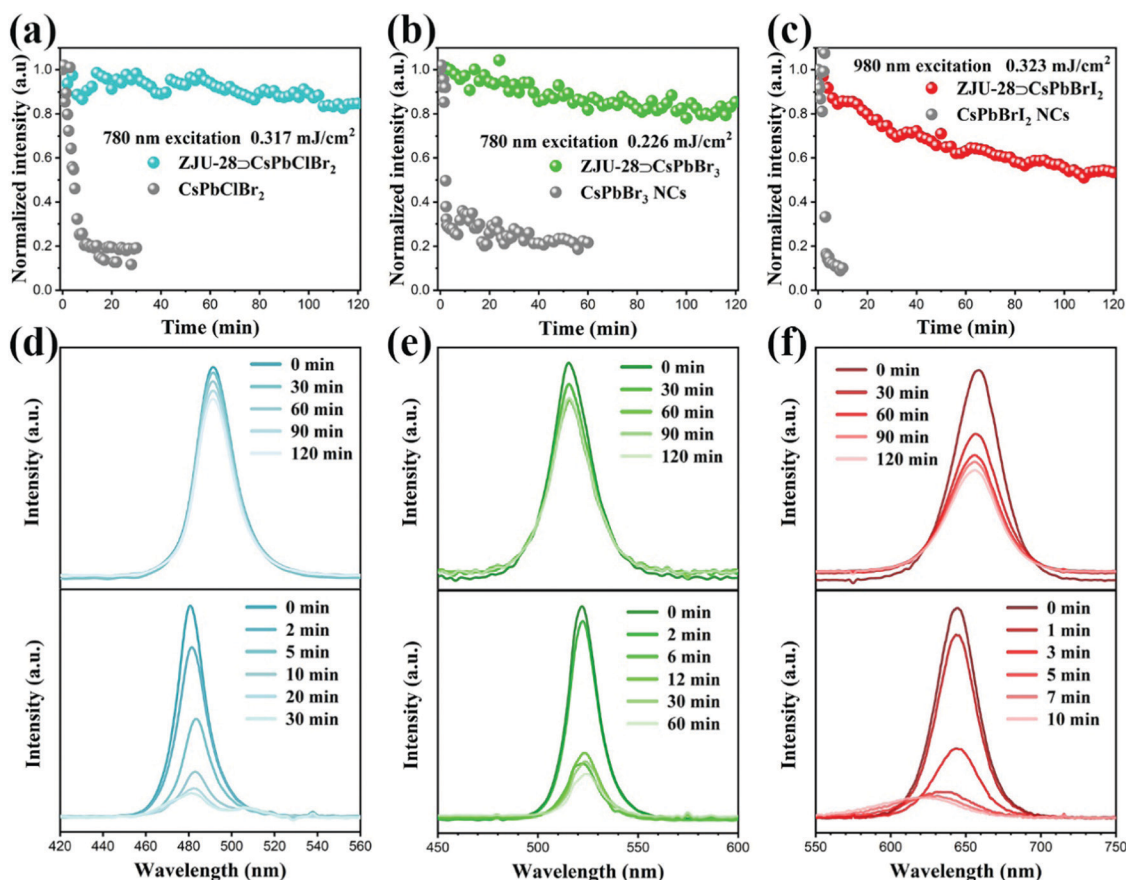 (a)
Normalized intensity (a.u)
1.0
0.8
0.6
0.4
0.2
0.0
780 nm excitation 0.317 mJ/cm²
ZJU-28⊃CsPbClBr₂
CsPbClBr₂
0 20 40 60 80 100 120
Time (min)
(b)
Normalized intensity (a.u.)
1.0
0.8
0.6
0.4
0.2
0.0
780 nm excitation 0.226 mJ/cm²
ZJU-28⊃CsPbBr₃
CsPbBr₃ NCs
0 20 40 60 80 100 120
Time (min)
(c)
Normalized intensity (a.u.)
1.0
0.8
0.6
0.4
0.2
0.0
980 nm excitation 0.323 mJ/cm²
ZJU-28⊃CsPbBrI₂
CsPbBrI₂ NCs
0 20 40 60 80 100 120
Time (min)
(d)
Intensity (a.u.)
0 min
30 min
60 min
90 min
120 min
Intensity (a.u.)
0 min
2 min
5 min
10 min
20 min
30 min
420 440 460 480 500 520 540 560
Wavelength (nm)
(e)
Intensity (a.u.)
0 min
30 min
60 min
90 min
120 min
Intensity (a.u.)
0 min
2 min
6 min
12 min
30 min
60 min
450 500 550 600
Wavelength (nm)
(f)
Intensity (a.u.)
0 min
30 min
60 min
90 min
120 min
Intensity (a.u.)
0 min
1 min
3 min
5 min
7 min
10 min
550 600 650 700 750
Wavelength (nm)